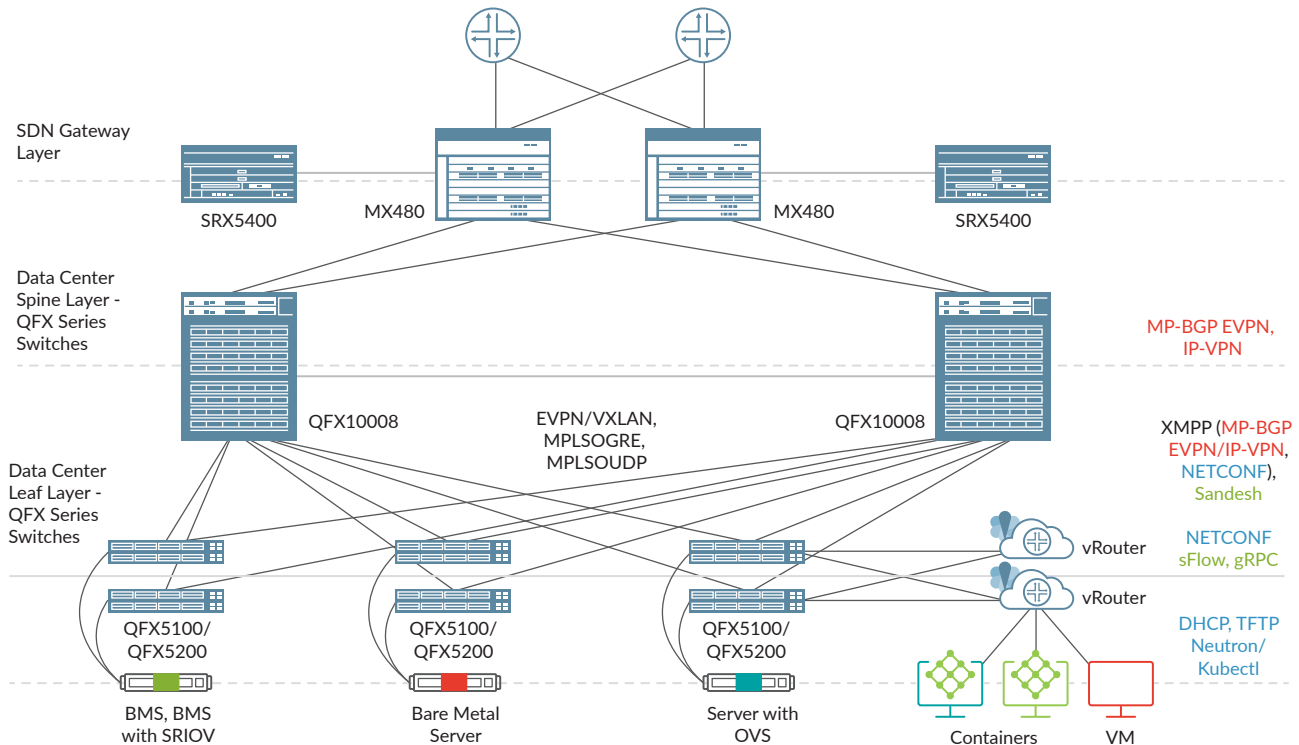 SDN Gateway
Layer
SRX5400
MX480
MX480
SRX5400
Data Center
Spine Layer -
QFX Series
Switches
MP-BGP EVPN,
IP-VPN
QFX10008
EVPN/VXLAN,
MPLSOGRE,
MPLSOUDP
QFX10008
XMPP (MP-BGP
EVPN/IP-VPN,
NETCONF),
Sandesh
Data Center
Leaf Layer -
QFX Series
Switches
vRouter
NETCONF
sFlow, gRPC
vRouter
QFX5100/
QFX5200
QFX5100/
QFX5200
QFX5100/
QFX5200
DHCP, TFTP
Neutron/
Kubectl
BMS, BMS
with SRIOV
Bare Metal
Server
Server with
OVS
Containers
VM